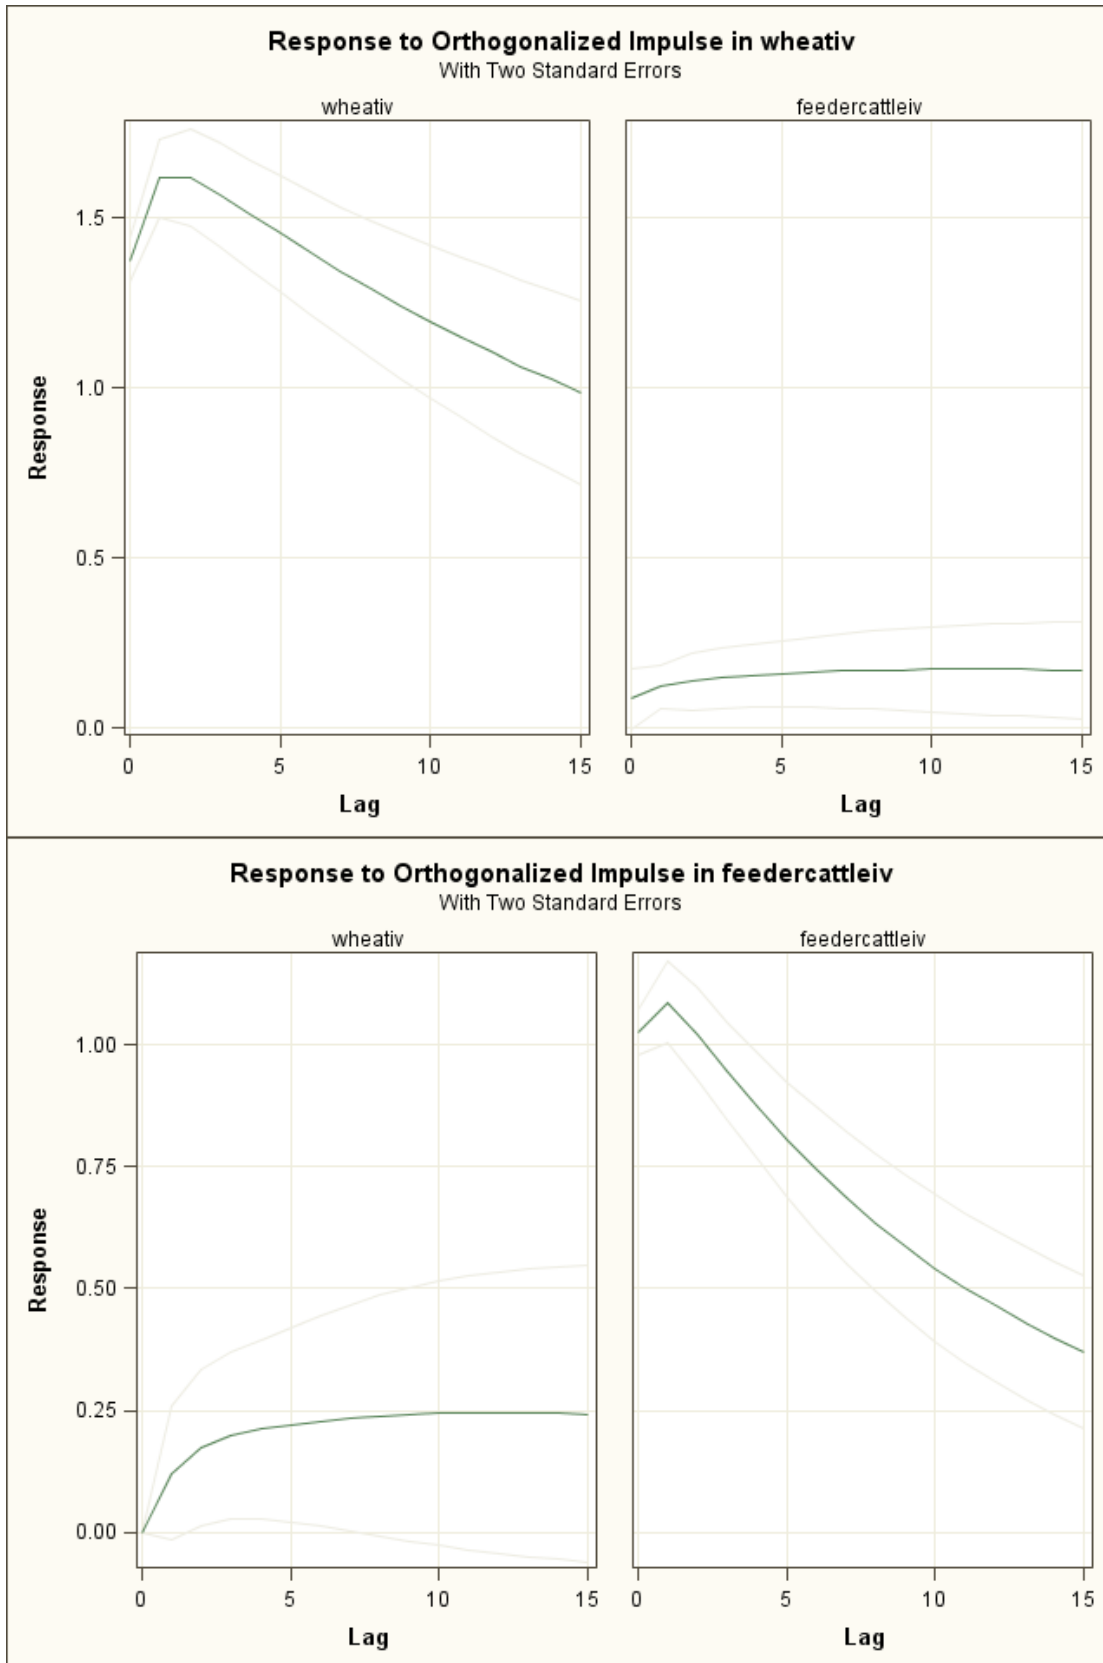 Response to Orthogonalized Impulse in wheativ
With Two Standard Errors
wheativ feedercattleiv
Response
1.5
1.0
0.5
0.0
0 5 10 15 0 5 10 15
Lag Lag
Response to Orthogonalized Impulse in feedercattleiv
With Two Standard Errors
wheativ feedercattleiv
Response
1.00
0.75
0.50
0.25
0.00
0 5 10 15 0 5 10 15
Lag Lag